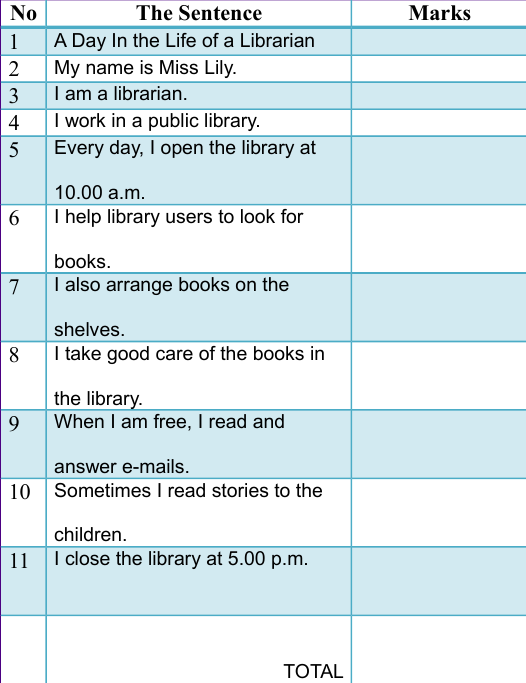 No The Sentence Marks
1 A Day In the Life of a Librarian
2 My name is Miss Lily.
3 I am a librarian.
4 I work in a public library.
5 Every day, I open the library at
10.00 a.m.
6 I help library users to look for
books.
7 I also arrange books on the
shelves.
8 I take good care of the books in
the library.
9 When I am free, I read and
answer e-mails.
10 Sometimes I read stories to the
children.
11 I close the library at 5.00 p.m.
TOTAL